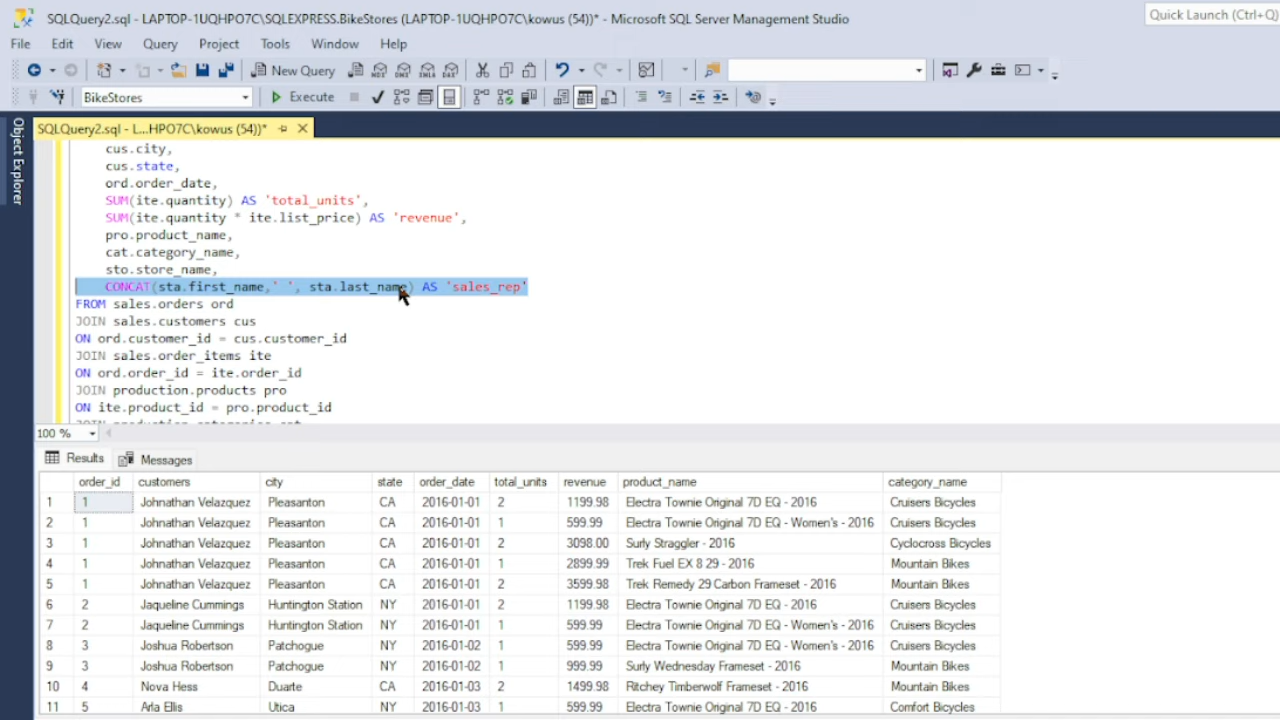 SQLQuery2.sql - LAPTOP-1UQHPO7C\SQLEXPRESS.BikeStores (LAPTOP-1UQHPO7C\kowus (54))* - Microsoft SQL Server Management Studio
Quick Launch (Ctrl+Q)
File Edit View Query Project Tools Window Help
New Query
BikeStores Execute
Object Explorer
SQLQuery2.sql - L...HPO7C\kowus (54))*
cus.city,
cus.state,
ord.order_date,
SUM(ite.quantity) AS 'total_units',
SUM(ite.quantity * ite.list_price) AS 'revenue',
pro.product_name,
cat.category_name,
sto.store_name,
CONCAT(sta.first_name,' ', sta.last_name) AS 'sales_rep'
FROM sales.orders ord
JOIN sales.customers cus
ON ord.customer_id = cus.customer_id
JOIN sales.order_items ite
ON ord.order_id = ite.order_id
JOIN production.products pro
ON ite.product_id = pro.product_id
100 %
Results Messages
order_id customers city state order_date total_units revenue product_name category_name
1 1 Johnathan Velazquez Pleasanton CA 2016-01-01 2 1199.98 Electra Townie Original 7D EQ - 2016 Cruisers Bicycles
2 1 Johnathan Velazquez Pleasanton CA 2016-01-01 1 599.99 Electra Townie Original 7D EQ - Women's - 2016 Cruisers Bicycles
3 1 Johnathan Velazquez Pleasanton CA 2016-01-01 2 3098.00 Surly Straggler - 2016 Cyclocross Bicycles
4 1 Johnathan Velazquez Pleasanton CA 2016-01-01 1 2899.99 Trek Fuel EX 8 29 - 2016 Mountain Bikes
5 1 Johnathan Velazquez Pleasanton CA 2016-01-01 2 3599.98 Trek Remedy 29 Carbon Frameset - 2016 Mountain Bikes
6 2 Jaqueline Cummings Huntington Station NY 2016-01-01 2 1199.98 Electra Townie Original 7D EQ - 2016 Cruisers Bicycles
7 2 Jaqueline Cummings Huntington Station NY 2016-01-01 1 599.99 Electra Townie Original 7D EQ - Women's - 2016 Cruisers Bicycles
8 3 Joshua Robertson Patchogue NY 2016-01-02 1 599.99 Electra Townie Original 7D EQ - Women's - 2016 Cruisers Bicycles
9 3 Joshua Robertson Patchogue NY 2016-01-02 1 999.99 Surly Wednesday Frameset - 2016 Mountain Bikes
10 4 Nova Hess Duarte CA 2016-01-03 2 1499.98 Ritchey Timberwolf Frameset - 2016 Mountain Bikes
11 5 Arla Ellis Utica NY 2016-01-03 1 599.99 Electra Townie Original 7D EQ - 2016 Comfort Bicycles